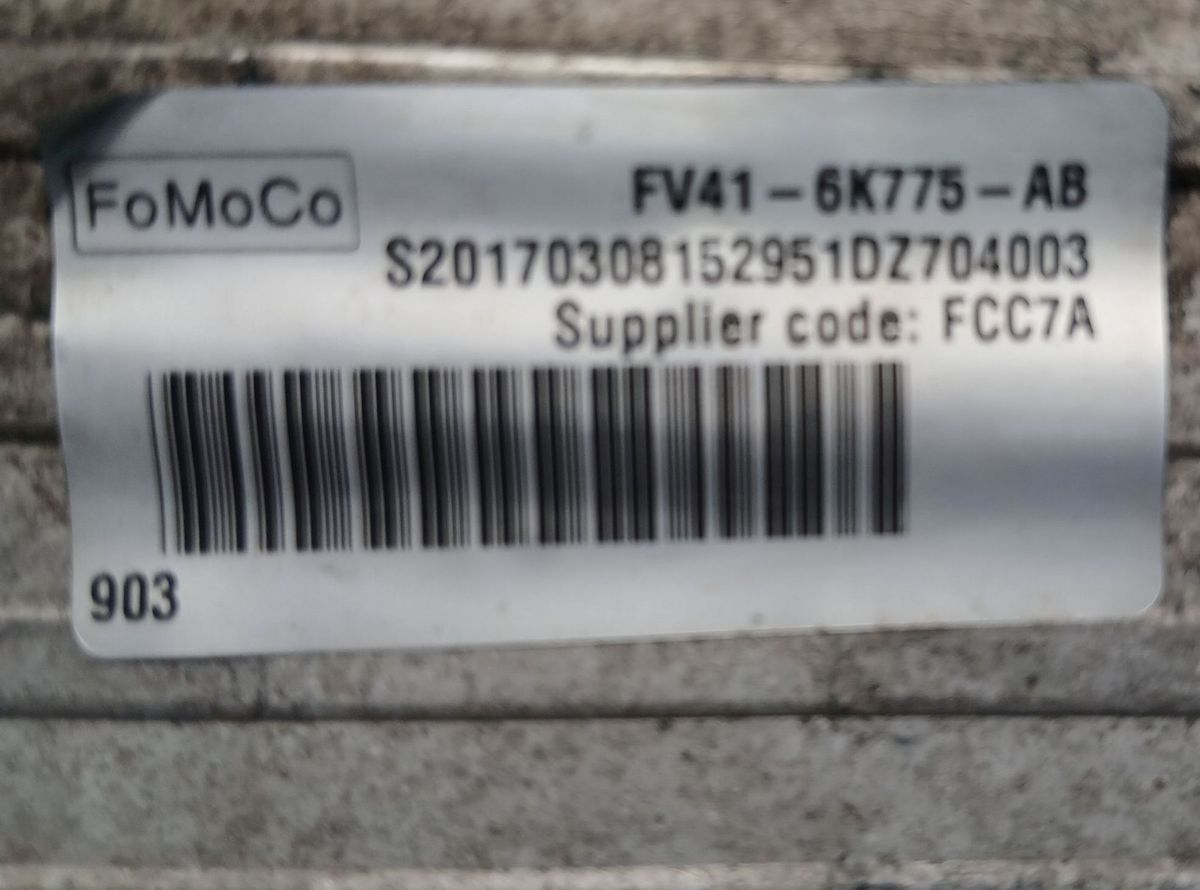 FoMoCo
FV41-6K775-AB
S20170308152951DZ704003
Supplier code: FCC7A
903